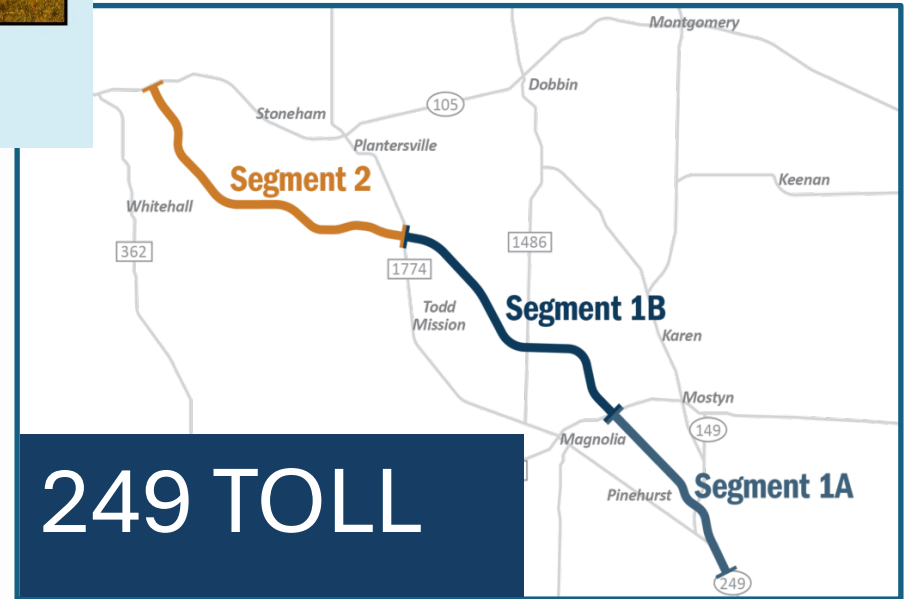 Montgomery
Dobbin
105
Stoneham
Plantersville
Segment 2
Keenan
Whitehall
362
1486
1774
Todd
Mission
Segment 1B
Karen
Mostyn
149
Magnolia
Pinehurst
Segment 1A
249 TOLL
249